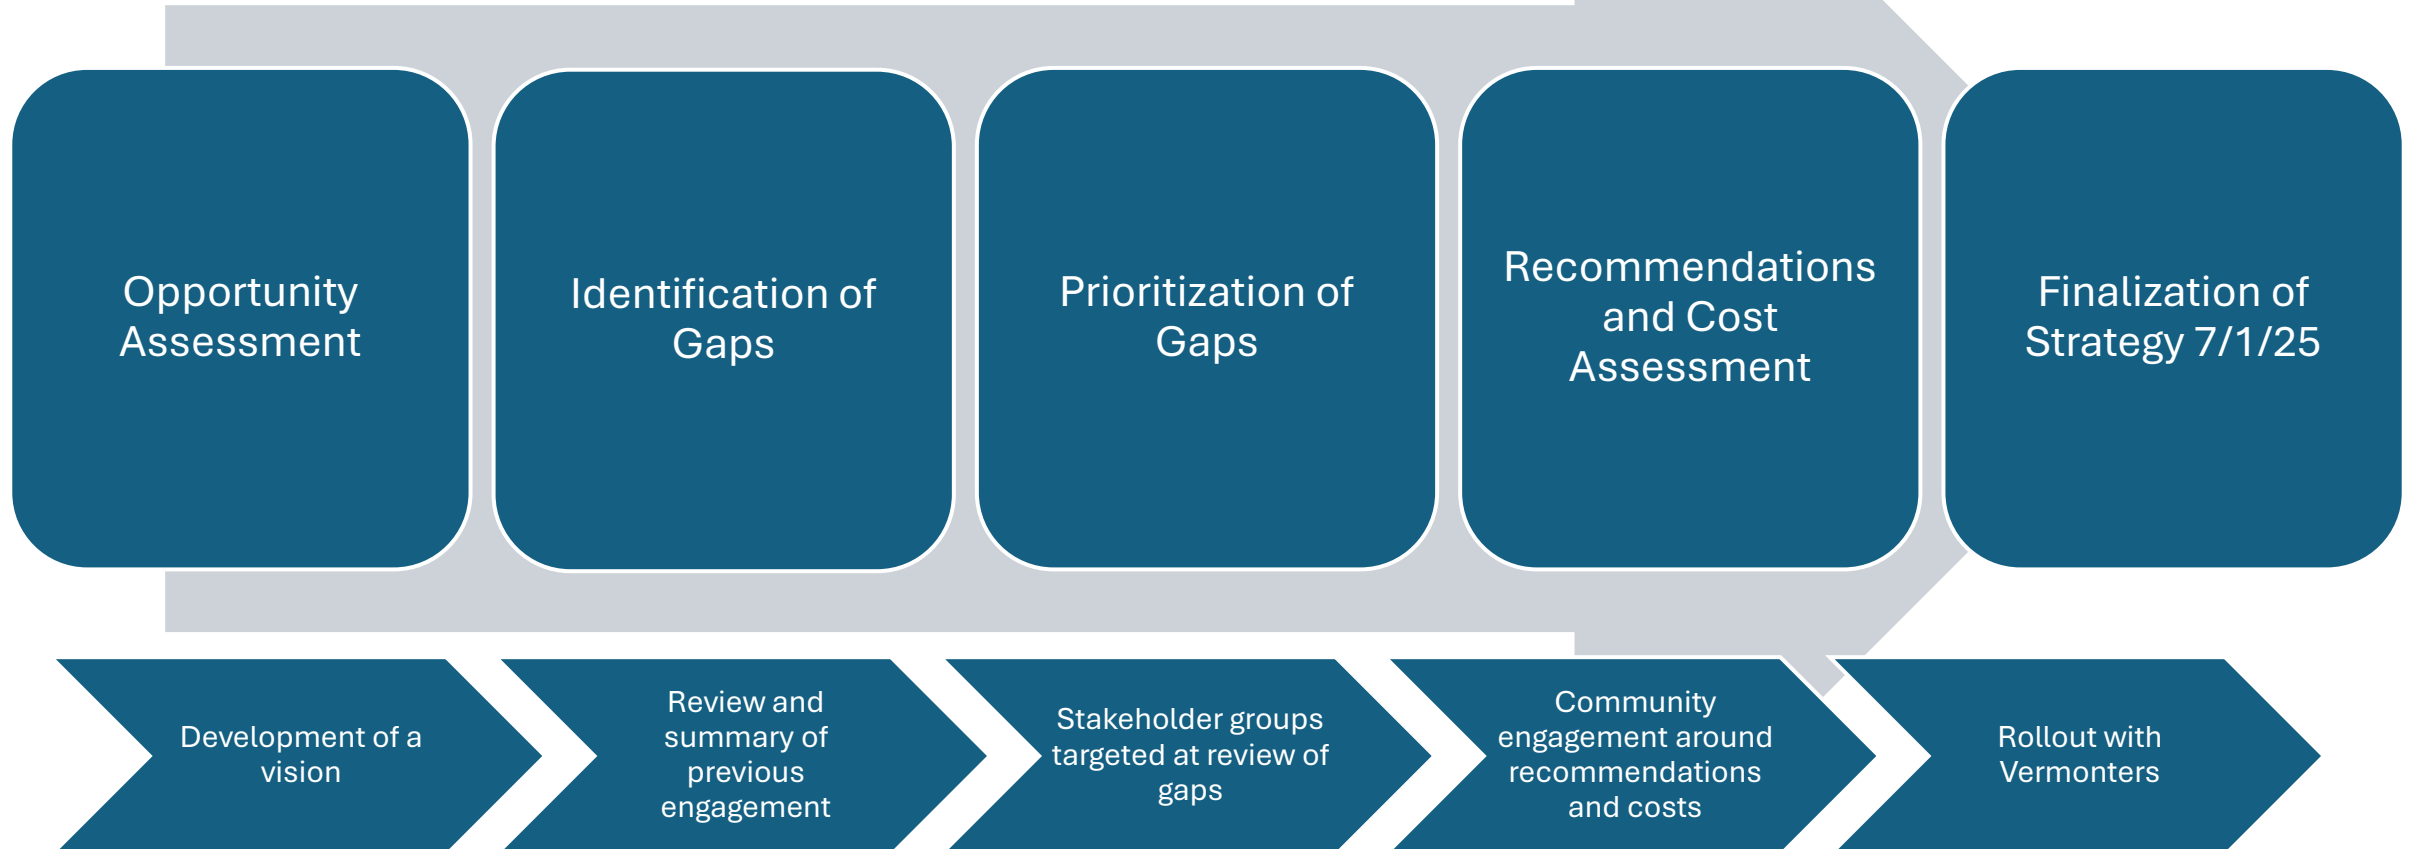 Opportunity
Assessment
Identification of
Gaps
Prioritization of
Gaps
Recommendations
and Cost
Assessment
Finalization of
Strategy 7/1/25
Development of a
vision
Review and
summary of
previous
engagement
Stakeholder groups
targeted at review of
gaps
Community
engagement around
recommendations
and costs
Rollout with
Vermonters